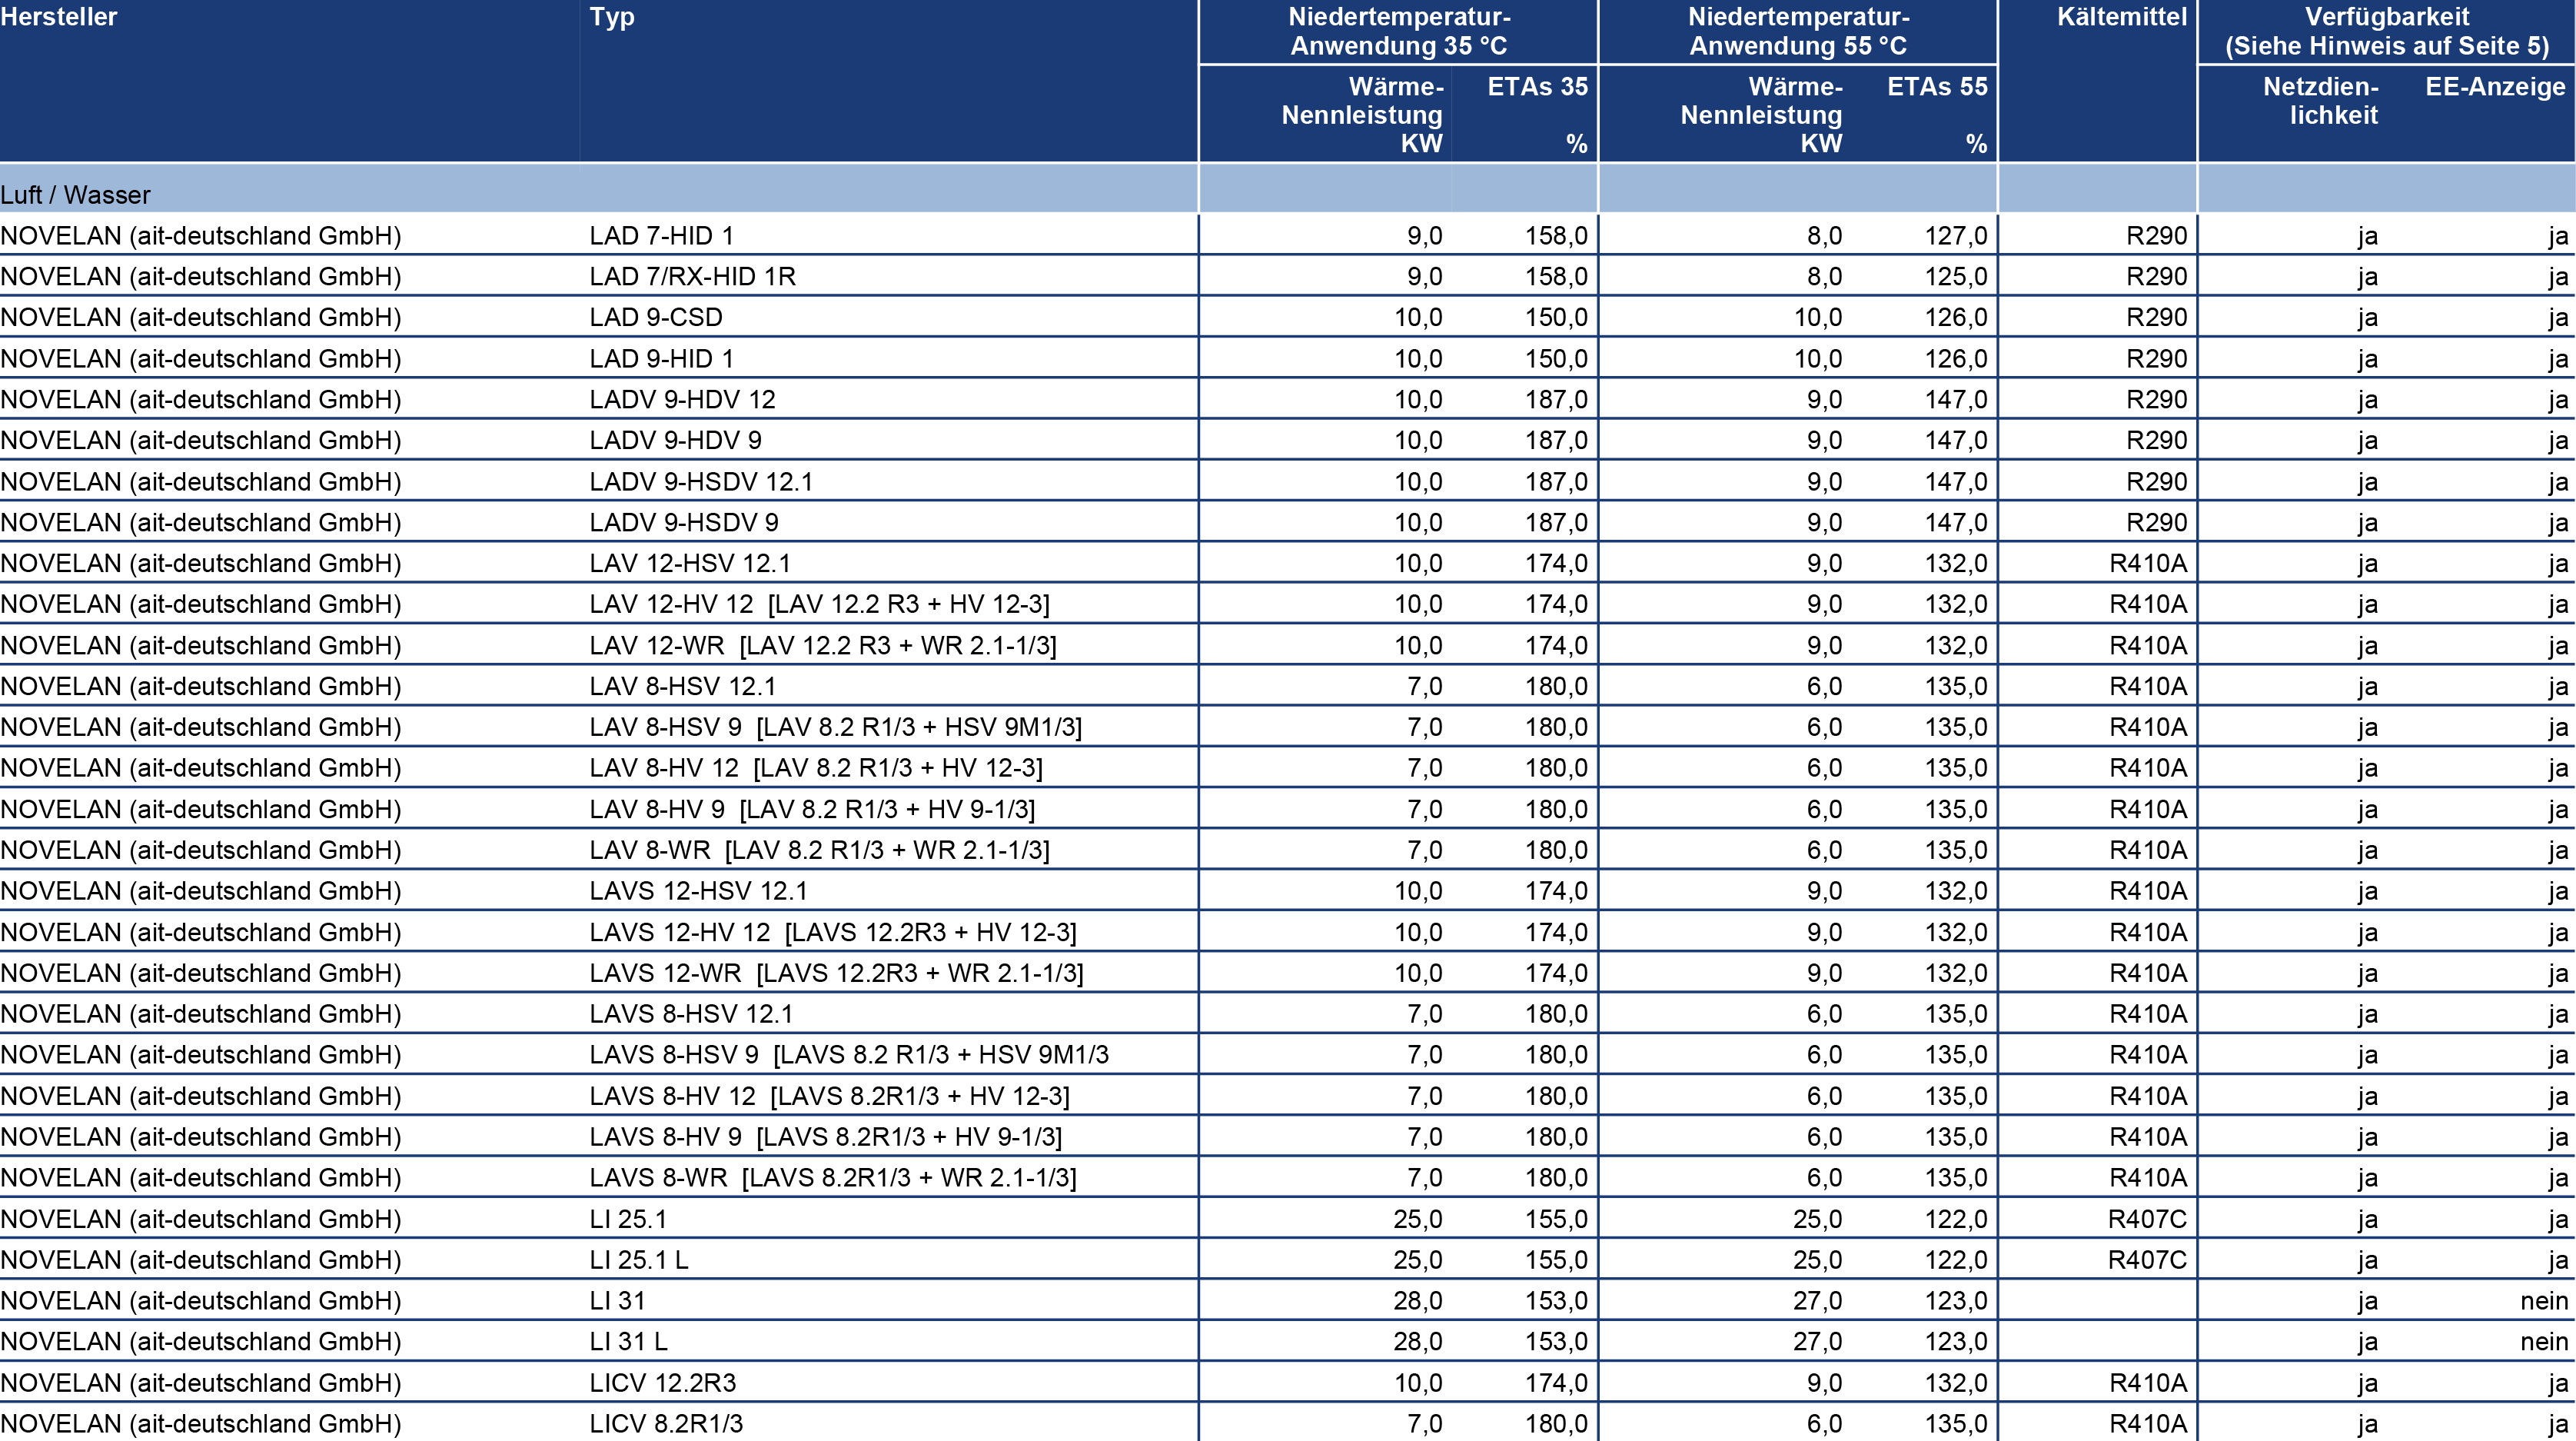 Hersteller Typ Niedertemperatur- Niedertemperatur- Kältemittel Verfügbarkeit
Anwendung 35 °C Anwendung 55 °C (Siehe Hinweis auf Seite 5)
Wärme- ETAs 35 Wärme- ETAs 55 Netzdien- EE-Anzeige
Nennleistung Nennleistung lichkeit
KW % KW %
Luft / Wasser
NOVELAN (ait-deutschland GmbH) LAD 7-HID 1 9,0 158,0 8,0 127,0 R290 ja ja
NOVELAN (ait-deutschland GmbH) LAD 7/RX-HID 1R 9,0 158,0 8,0 125,0 R290 ja ja
NOVELAN (ait-deutschland GmbH) LAD 9-CSD 10,0 150,0 10,0 126,0 R290 ja ja
NOVELAN (ait-deutschland GmbH) LAD 9-HID 1 10,0 150,0 10,0 126,0 R290 ja ja
NOVELAN (ait-deutschland GmbH) LADV 9-HDV 12 10,0 187,0 9,0 147,0 R290 ja ja
NOVELAN (ait-deutschland GmbH) LADV 9-HDV 9 10,0 187,0 9,0 147,0 R290 ja ja
NOVELAN (ait-deutschland GmbH) LADV 9-HSDV 12.1 10,0 187,0 9,0 147,0 R290 ja ja
NOVELAN (ait-deutschland GmbH) LADV 9-HSDV 9 10,0 187,0 9,0 147,0 R290 ja ja
NOVELAN (ait-deutschland GmbH) LAV 12-HSV 12.1 10,0 174,0 9,0 132,0 R410A ja ja
NOVELAN (ait-deutschland GmbH) LAV 12-HV 12 [LAV 12.2 R3 + HV 12-3] 10,0 174,0 9,0 132,0 R410A ja ja
NOVELAN (ait-deutschland GmbH) LAV 12-WR [LAV 12.2 R3 + WR 2.1-1/3] 10,0 174,0 9,0 132,0 R410A ja ja
NOVELAN (ait-deutschland GmbH) LAV 8-HSV 12.1 7,0 180,0 6,0 135,0 R410A ja ja
NOVELAN (ait-deutschland GmbH) LAV 8-HSV 9 [LAV 8.2 R1/3 + HSV 9M1/3] 7,0 180,0 6,0 135,0 R410A ja ja
NOVELAN (ait-deutschland GmbH) LAV 8-HV 12 [LAV 8.2 R1/3 + HV 12-3] 7,0 180,0 6,0 135,0 R410A ja ja
NOVELAN (ait-deutschland GmbH) LAV 8-HV 9 [LAV 8.2 R1/3 + HV 9-1/3] 7,0 180,0 6,0 135,0 R410A ja ja
NOVELAN (ait-deutschland GmbH) LAV 8-WR [LAV 8.2 R1/3 + WR 2.1-1/3] 7,0 180,0 6,0 135,0 R410A ja ja
NOVELAN (ait-deutschland GmbH) LAVS 12-HSV 12.1 10,0 174,0 9,0 132,0 R410A ja ja
NOVELAN (ait-deutschland GmbH) LAVS 12-HV 12 [LAVS 12.2R3 + HV 12-3] 10,0 174,0 9,0 132,0 R410A ja ja
NOVELAN (ait-deutschland GmbH) LAVS 12-WR [LAVS 12.2R3 + WR 2.1-1/3] 10,0 174,0 9,0 132,0 R410A ja ja
NOVELAN (ait-deutschland GmbH) LAVS 8-HSV 12.1 7,0 180,0 6,0 135,0 R410A ja ja
NOVELAN (ait-deutschland GmbH) LAVS 8-HSV 9 [LAVS 8.2 R1/3 + HSV 9M1/3 7,0 180,0 6,0 135,0 R410A ja ja
NOVELAN (ait-deutschland GmbH) LAVS 8-HV 12 [LAVS 8.2R1/3 + HV 12-3] 7,0 180,0 6,0 135,0 R410A ja ja
NOVELAN (ait-deutschland GmbH) LAVS 8-HV 9 [LAVS 8.2R1/3 + HV 9-1/3] 7,0 180,0 6,0 135,0 R410A ja ja
NOVELAN (ait-deutschland GmbH) LAVS 8-WR [LAVS 8.2R1/3 + WR 2.1-1/3] 7,0 180,0 6,0 135,0 R410A ja ja
NOVELAN (ait-deutschland GmbH) LI 25.1 25,0 155,0 25,0 122,0 R407C ja ja
NOVELAN (ait-deutschland GmbH) LI 25.1 L 25,0 155,0 25,0 122,0 R407C ja ja
NOVELAN (ait-deutschland GmbH) LI 31 28,0 153,0 27,0 123,0 ja nein
NOVELAN (ait-deutschland GmbH) LI 31 L 28,0 153,0 27,0 123,0 ja nein
NOVELAN (ait-deutschland GmbH) LICV 12.2R3 10,0 174,0 9,0 132,0 R410A ja ja
NOVELAN (ait-deutschland GmbH) LICV 8.2R1/3 7,0 180,0 6,0 135,0 R410A ja ja